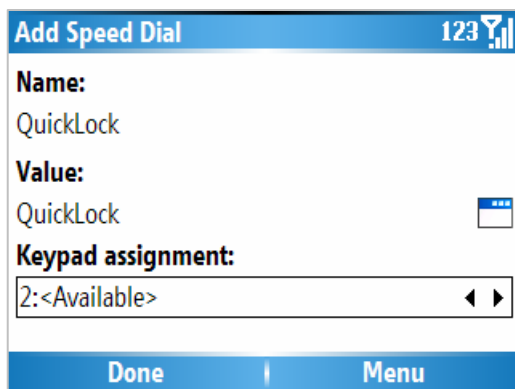 Add Speed Dial 123
Name:
QuickLock
Value:
QuickLock
Keypad assignment:
2:<Available>
Done Menu